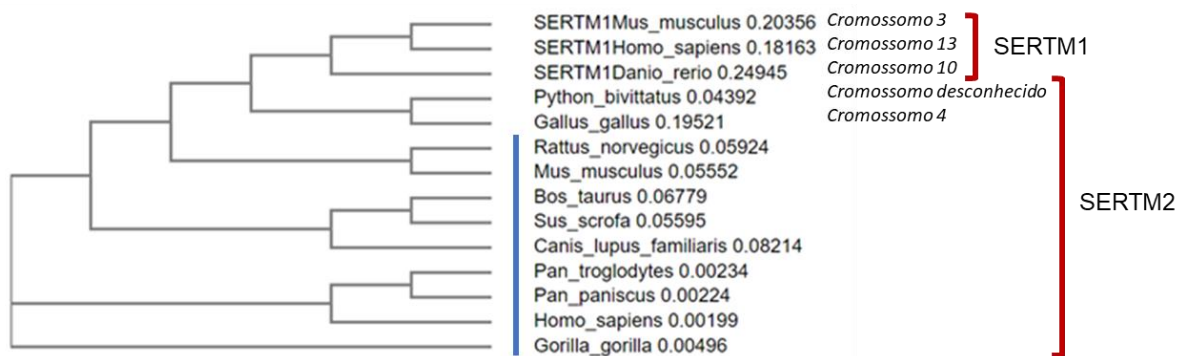 SERTM1Mus_musculus 0.20356 Cromossomo 3
SERTM1Homo_sapiens 0.18163 Cromossomo 13
SERTM1
SERTM1Danio_rerio 0.24945 Cromossomo 10
Python_bivittatus 0.04392 Cromossomo desconhecido
Gallus_gallus 0.19521 Cromossomo 4
Rattus_norvegicus 0.05924
Mus_musculus 0.05552
Bos_taurus 0.06779
SERTM2
Sus_scrofa 0.05595
Canis_lupus_familiaris 0.08214
Pan_troglodytes 0.00234
Pan_paniscus 0.00224
Homo_sapiens 0.00199
Gorilla_gorilla 0.00496